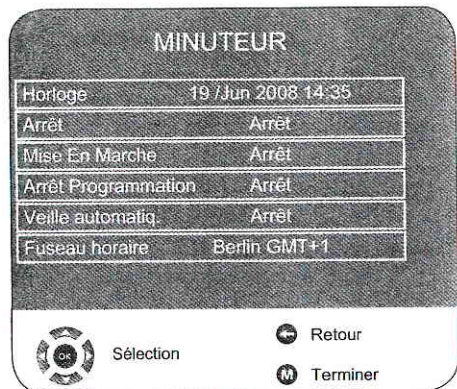 MINUTEUR
Horloge 19 /Jun 2008 14:35
Arrêt Arrêt
Mise En Marche Arrêt
Arrêt Programmation Arrêt
Veille automatiq. Arrêt
Fuseau horaire Berlin GMT+1
OK Sélection
Retour
M Terminer